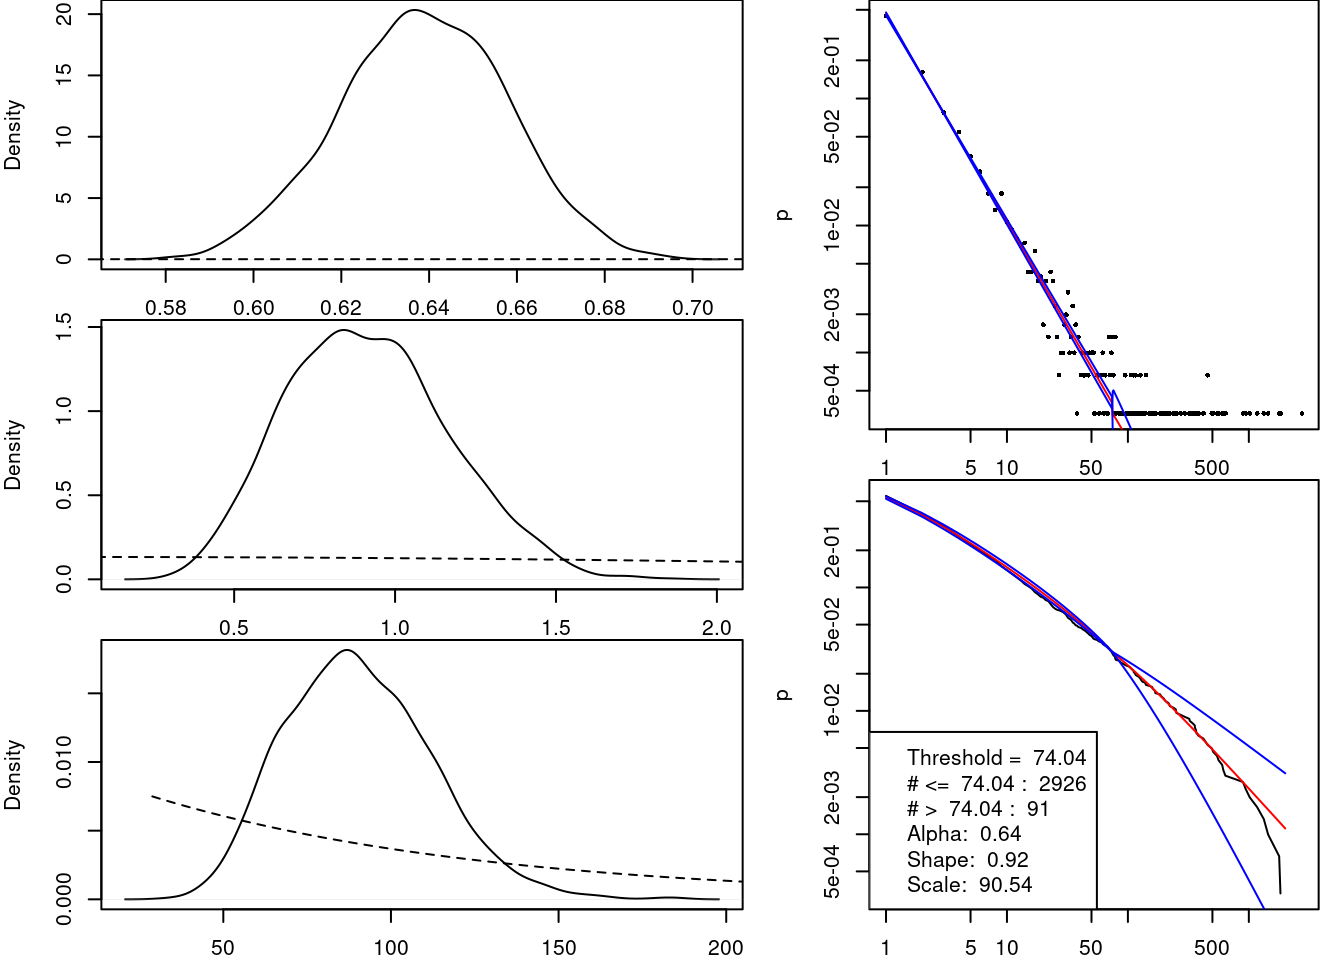 Density
20
15
10
5
0
0.58 0.60 0.62 0.64 0.66 0.68 0.70
Density
1.5
1.0
0.5
0.0
0.5 1.0 1.5 2.0
Density
0.010
0.000
50 100 150 200
p
2e-01
5e-02
1e-02
2e-03
5e-04
1 5 10 50 500
p
2e-01
5e-02
1e-02
2e-03
5e-04
1 5 10 50 500
Threshold = 74.04
# <= 74.04 : 2926
# > 74.04 : 91
Alpha: 0.64
Shape: 0.92
Scale: 90.54